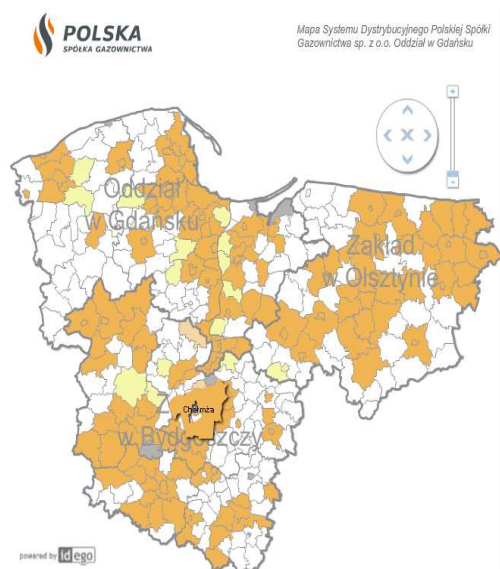 POLSKA
SPÓŁKA GAZOWNICTWA
Mapa Systemu Dystrybucyjnego Polskiej Spółki
Gazownictwa sp. z o.o. Oddział w Gdańsku
Oddział
w Gdańsku
Zakład
w Olsztynie
Chełmża
w Bydgoszczy
powered by idego